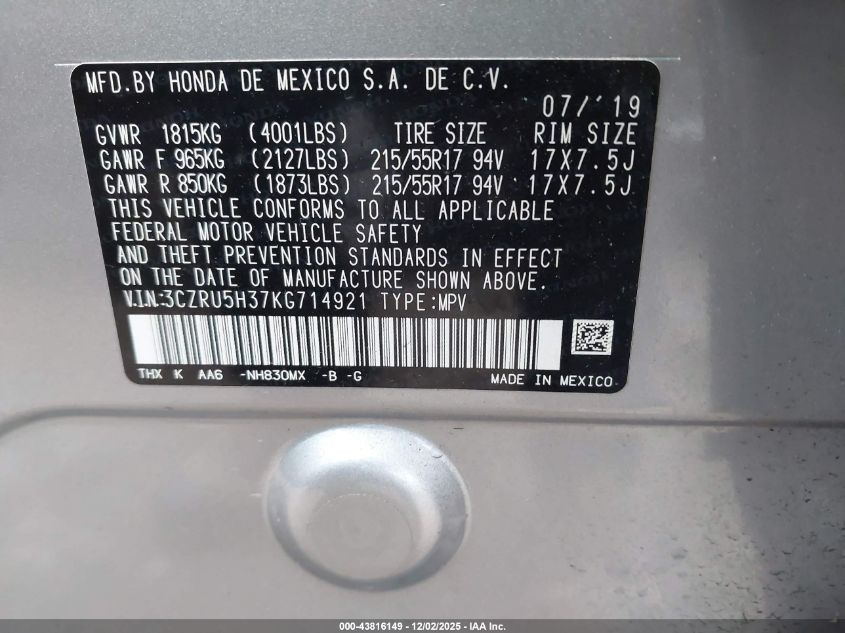 MFD.BY HONDA DE MEXICO S.A. DE C.V.
07/'19
GVWR 1815KG (4001LBS) TIRE SIZE RIM SIZE
GAWR F 965KG (2127LBS) 215/55R17 94V 17X7.5J
GAWR R 850KG (1873LBS) 215/55R17 94V 17X7.5J
THIS VEHICLE CONFORMS TO ALL APPLICABLE
FEDERAL MOTOR VEHICLE SAFETY
AND THEFT PREVENTION STANDARDS IN EFFECT
ON THE DATE OF MANUFACTURE SHOWN ABOVE.
V.I.N:3CZRU5H37KG714921 TYPE:MPV
THX K AA6 -NH830MX -B -G MADE IN MEXICO
000-43816149 - 12/02/2025 - IAA Inc.